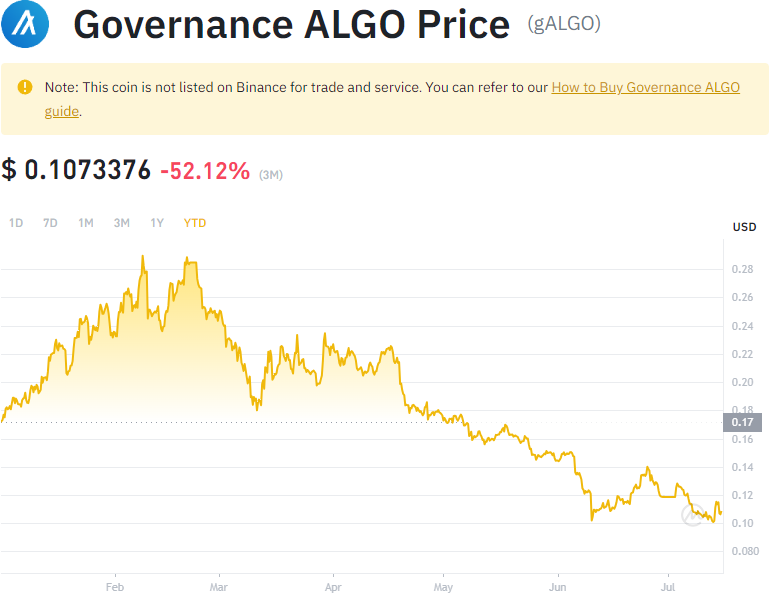 Governance ALGO Price (gALGO)
Note: This coin is not listed on Binance for trade and service. You can refer to our How to Buy Governance ALGO
guide.
$ 0.1073376 -52.12% (3M)
1D 7D 1M 3M 1Y YTD
USD
0.28
0.26
0.24
0.22
0.20
0.18
0.17
0.16
0.14
0.12
0.10
0.080
Feb Mar Apr May Jun Jul